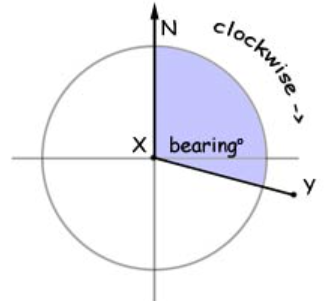 N
clockwise →
X
bearing°
Y